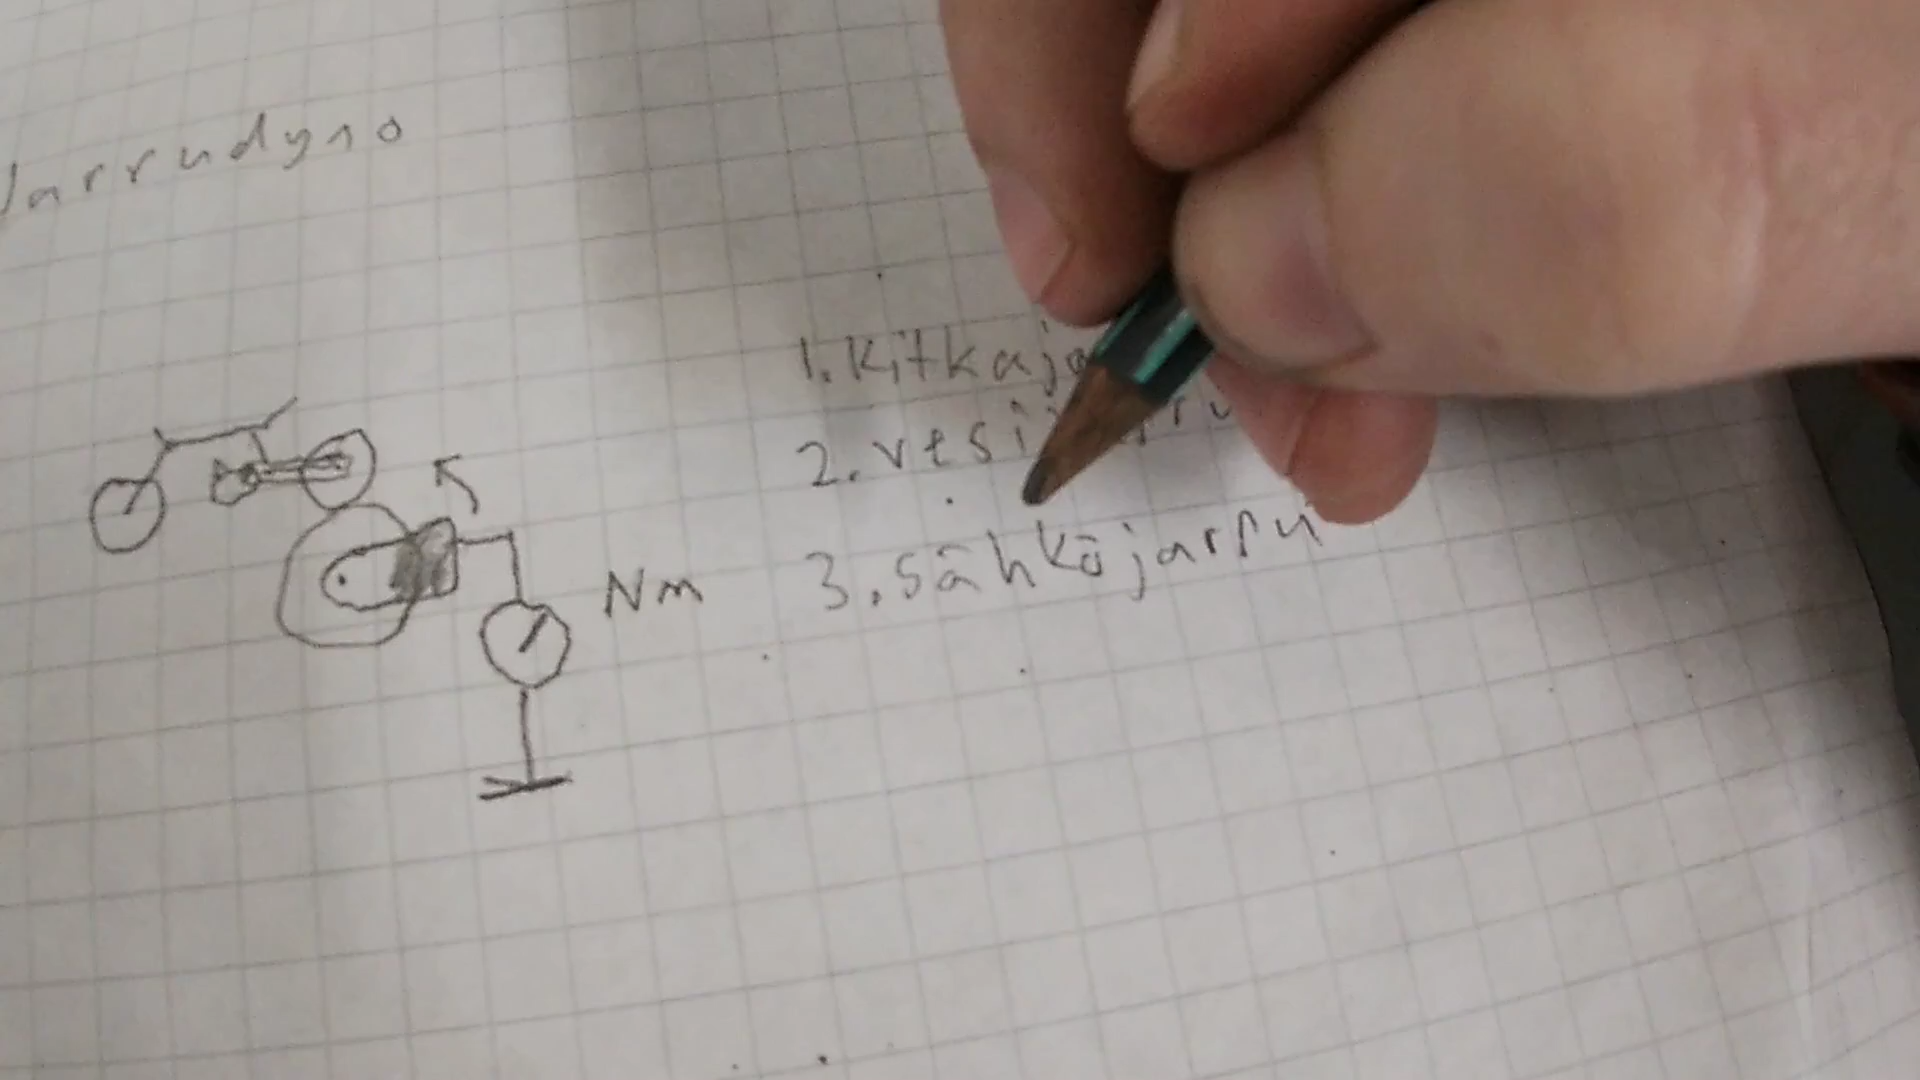 Jarrudyno
1. Kitkaja
2. vesi
Nm
3. sähköjarru